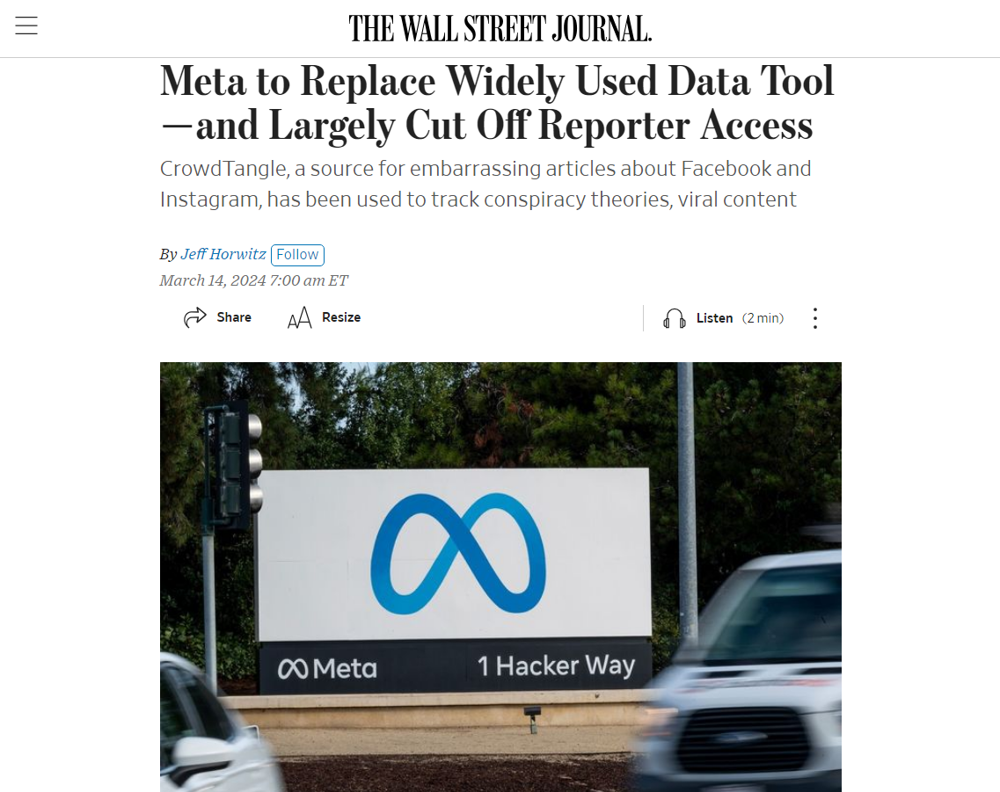 THE WALL STREET JOURNAL.
Meta to Replace Widely Used Data Tool
—and Largely Cut Off Reporter Access
CrowdTangle, a source for embarrassing articles about Facebook and
Instagram, has been used to track conspiracy theories, viral content
By Jeff Horwitz Follow
March 14, 2024 7:00 am ET
Share Resize Listen (2 min)
Meta 1 Hacker Way